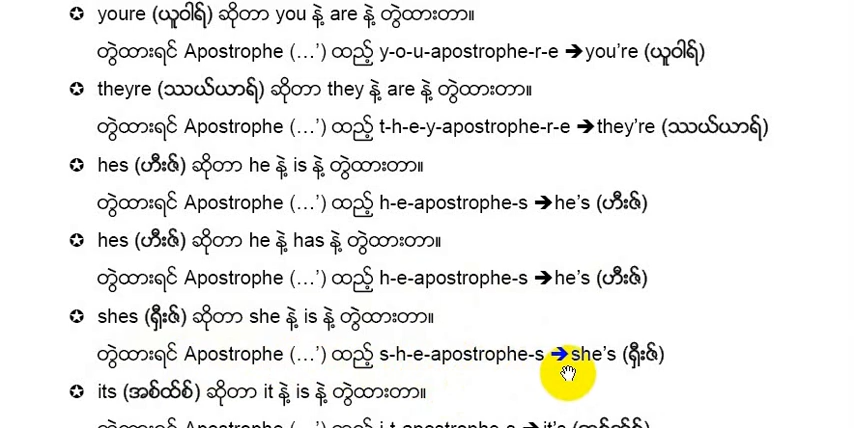 ✪ youre (ယူဝါရ်) ဆိုတာ you နဲ့ are နဲ့ တွဲထားတာ။
တွဲထားရင် Apostrophe (…’) ထည့် y-o-u-apostrophe-r-e ➔you’re (ယူဝါရ်)
✪ theyre (သေယ်ယာရ်) ဆိုတာ they နဲ့ are နဲ့ တွဲထားတာ။
တွဲထားရင် Apostrophe (…’) ထည့် t-h-e-y-apostrophe-r-e ➔they’re (သေယ်ယာရ်)
✪ hes (ဟီးဇ်) ဆိုတာ he နဲ့ is နဲ့ တွဲထားတာ။
တွဲထားရင် Apostrophe (…’) ထည့် h-e-apostrophe-s ➔he’s (ဟီးဇ်)
✪ hes (ဟီးဇ်) ဆိုတာ he နဲ့ has နဲ့ တွဲထားတာ။
တွဲထားရင် Apostrophe (…’) ထည့် h-e-apostrophe-s ➔he’s (ဟီးဇ်)
✪ shes (ရှီးဇ်) ဆိုတာ she နဲ့ is နဲ့ တွဲထားတာ။
တွဲထားရင် Apostrophe (…’) ထည့် s-h-e-apostrophe-s ➔she’s (ရှီးဇ်)
✪ its (အစ်ထ်စ်) ဆိုတာ it နဲ့ is နဲ့ တွဲထားတာ။